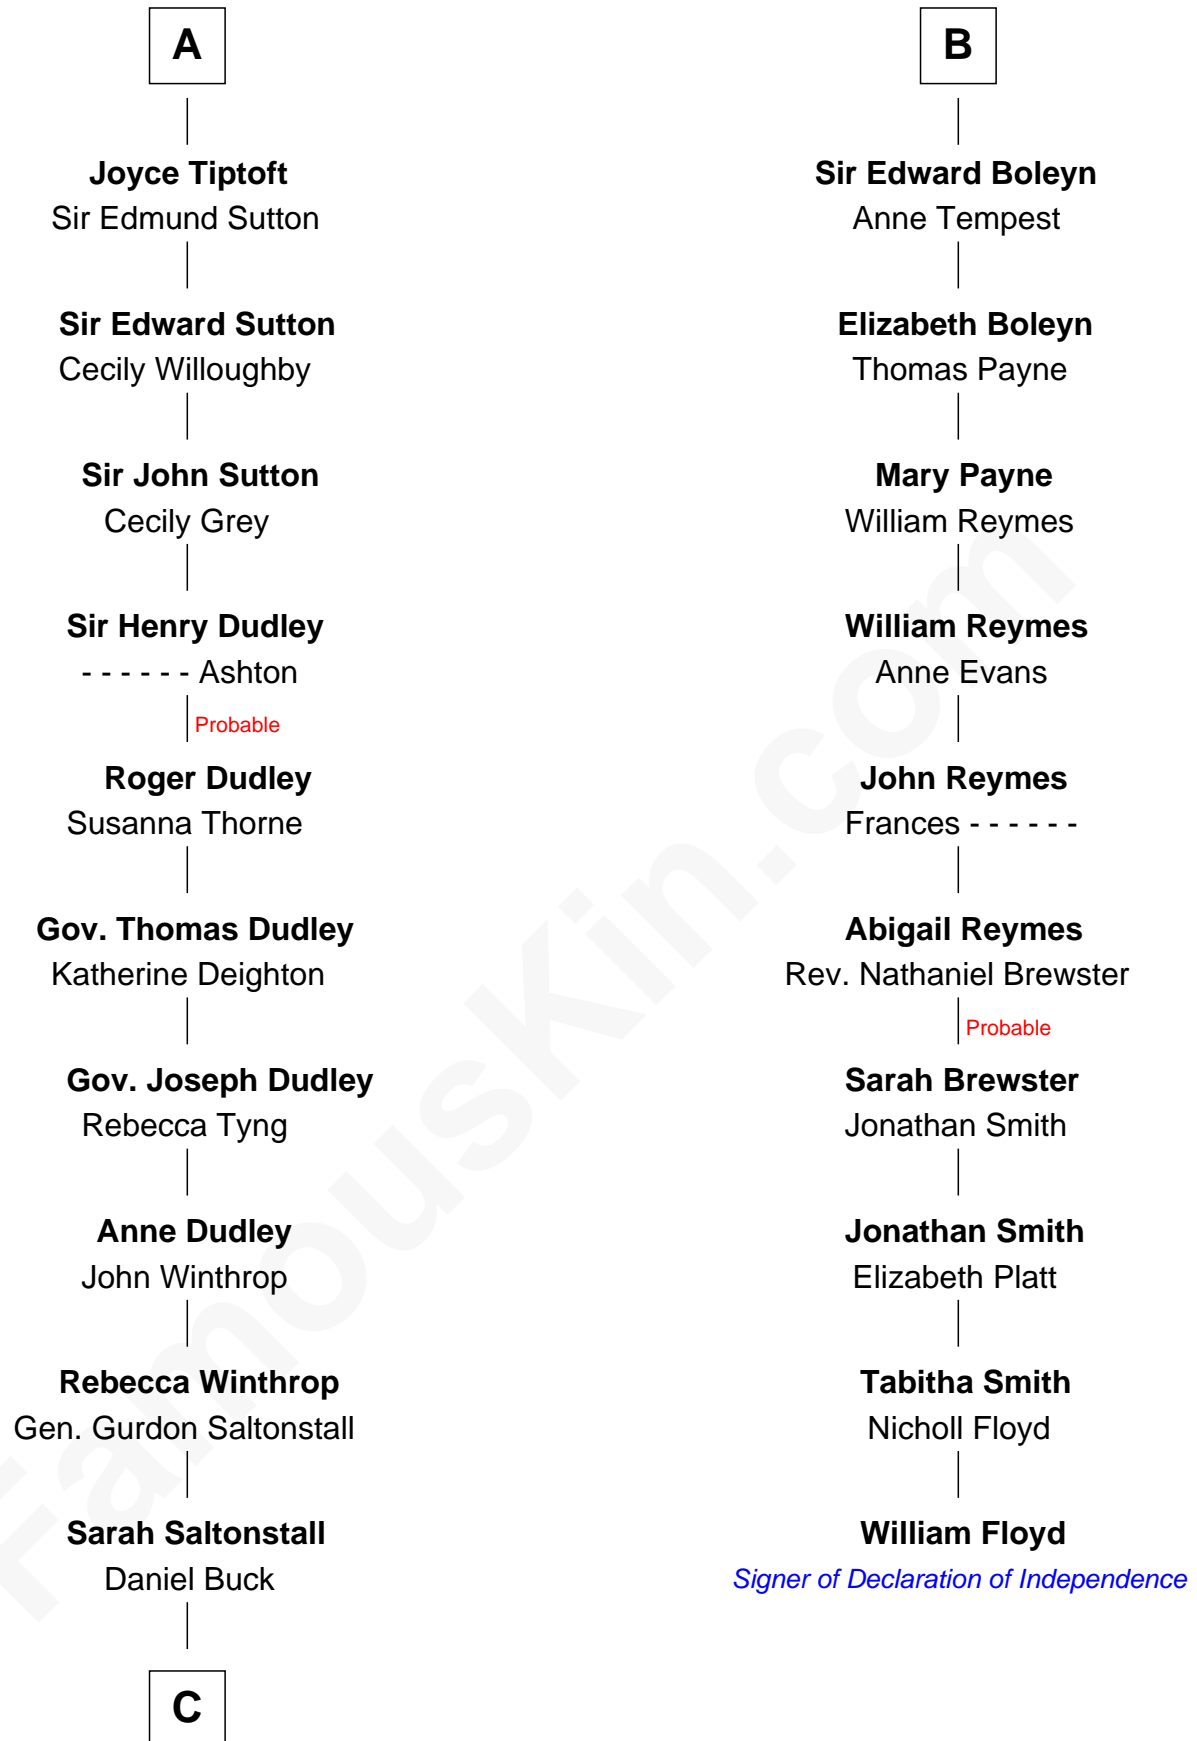 A
Joyce Tiptoft
Sir Edmund Sutton
Sir Edward Sutton
Cecily Willoughby
Sir John Sutton
Cecily Grey
Sir Henry Dudley
- - - - - - Ashton
Probable
Roger Dudley
Susanna Thorne
Gov. Thomas Dudley
Katherine Deighton
Gov. Joseph Dudley
Rebecca Tyng
Anne Dudley
John Winthrop
Rebecca Winthrop
Gen. Gurdon Saltonstall
Sarah Saltonstall
Daniel Buck
C
B
Sir Edward Boleyn
Anne Tempest
Elizabeth Boleyn
Thomas Payne
Mary Payne
William Reymes
William Reymes
Anne Evans
John Reymes
Frances - - - - - -
Abigail Reymes
Rev. Nathaniel Brewster
Probable
Sarah Brewster
Jonathan Smith
Jonathan Smith
Elizabeth Platt
Tabitha Smith
Nicholl Floyd
William Floyd
Signer of Declaration of Independence
FamousKin.com